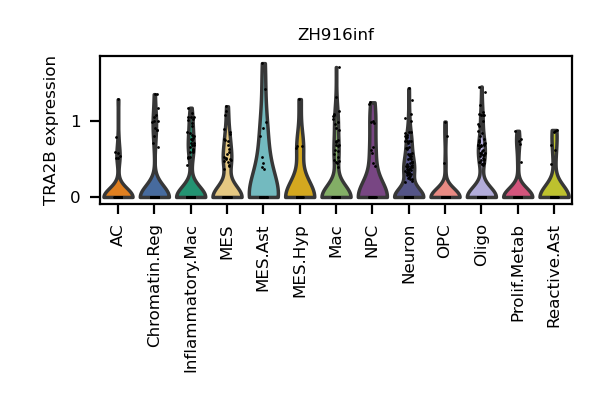 ZH916inf
TRA2B expression
1
0
AC
Chromatin.Reg
Inflammatory.Mac
MES
MES.Ast
MES.Hyp
Mac
NPC
Neuron
OPC
Oligo
Prolif.Metab
Reactive.Ast